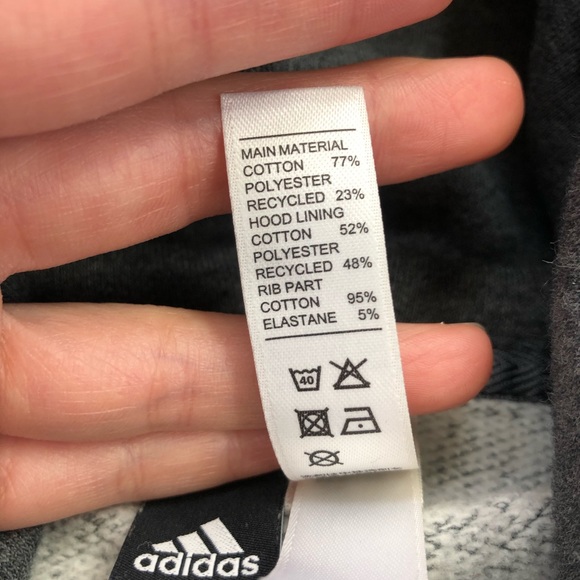 MAIN MATERIAL
COTTON 77%
POLYESTER
RECYCLED 23%
HOOD LINING
COTTON 52%
POLYESTER
RECYCLED 48%
RIB PART
COTTON 95%
ELASTANE 5%
40
adidas